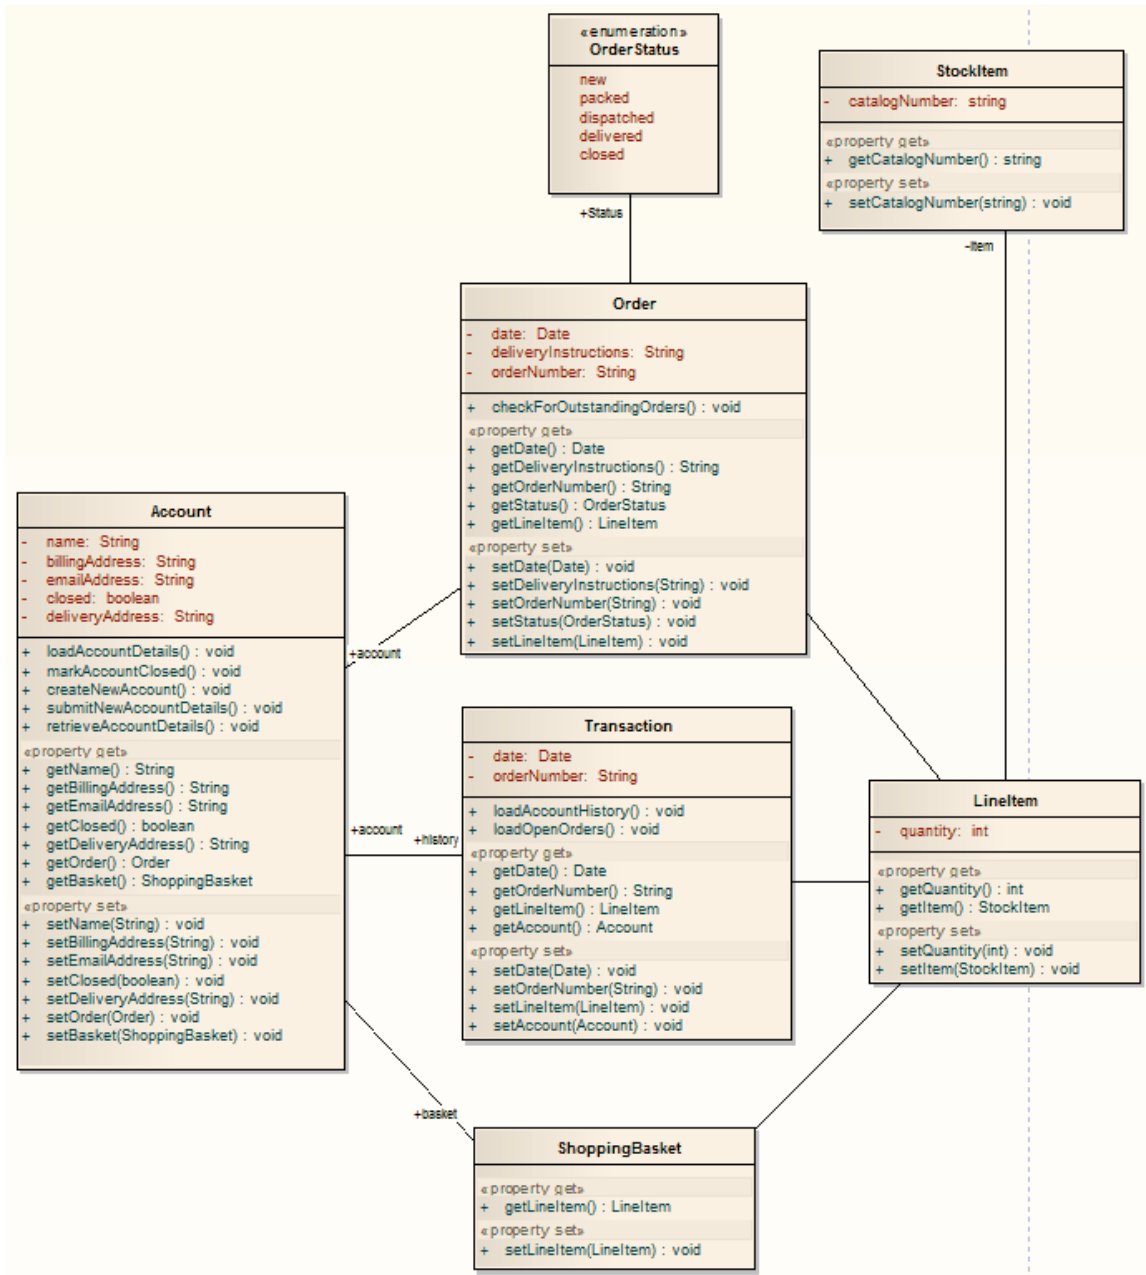 «enumeration»
OrderStatus
new
packed
dispatched
delivered
closed
+Status
StockItem
- catalogNumber: string
«property get»
+ getCatalogNumber() : string
«property set»
+ setCatalogNumber(string) : void
-Item
Order
- date: Date
- deliveryInstructions: String
- orderNumber: String
+ checkForOutstandingOrders() : void
«property get»
+ getDate() : Date
+ getDeliveryInstructions() : String
+ getOrderNumber() : String
+ getStatus() : OrderStatus
+ getLineItem() : LineItem
«property set»
+ setDate(Date) : void
+ setDeliveryInstructions(String) : void
+ setOrderNumber(String) : void
+ setStatus(OrderStatus) : void
+ setLineItem(LineItem) : void
Account
- name: String
- billingAddress: String
- emailAddress: String
- closed: boolean
- deliveryAddress: String
+ loadAccountDetails() : void
+ markAccountClosed() : void
+ createNewAccount() : void
+ submitNewAccountDetails() : void
+ retrieveAccountDetails() : void
«property get»
+ getName() : String
+ getBillingAddress() : String
+ getEmailAddress() : String
+ getClosed() : boolean
+ getDeliveryAddress() : String
+ getOrder() : Order
+ getBasket() : ShoppingBasket
«property set»
+ setName(String) : void
+ setBillingAddress(String) : void
+ setEmailAddress(String) : void
+ setClosed(boolean) : void
+ setDeliveryAddress(String) : void
+ setOrder(Order) : void
+ setBasket(ShoppingBasket) : void
+account
+account
+history
+basket
Transaction
- date: Date
- orderNumber: String
+ loadAccountHistory() : void
+ loadOpenOrders() : void
«property get»
+ getDate() : Date
+ getOrderNumber() : String
+ getLineItem() : LineItem
+ getAccount() : Account
«property set»
+ setDate(Date) : void
+ setOrderNumber(String) : void
+ setLineItem(LineItem) : void
+ setAccount(Account) : void
LineItem
- quantity: int
«property get»
+ getQuantity() : int
+ getItem() : StockItem
«property set»
+ setQuantity(int) : void
+ setItem(StockItem) : void
ShoppingBasket
«property get»
+ getLineItem() : LineItem
«property set»
+ setLineItem(LineItem) : void